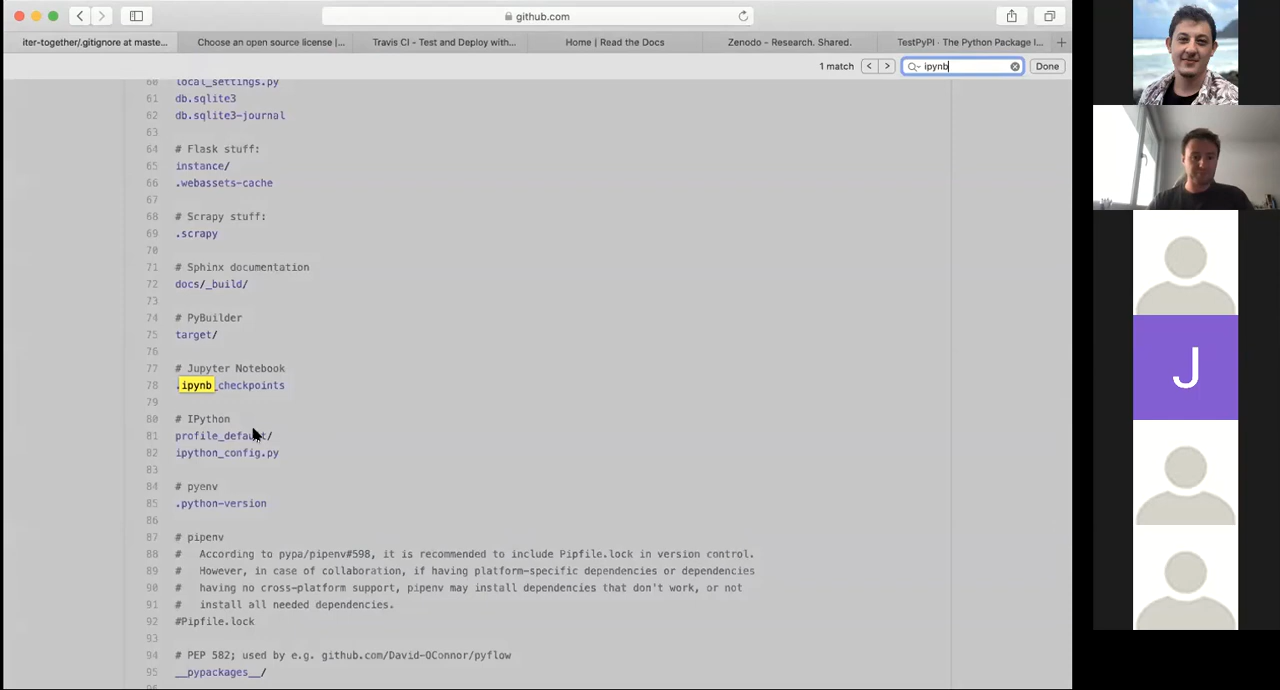 github.com
iter-together/.gitignore at maste...
Choose an open source license |...
Travis CI - Test and Deploy with...
Home | Read the Docs
Zenodo - Research. Shared.
TestPyPI · The Python Package I...
1 match
ipynb
Done
60 local_settings.py
61 db.sqlite3
62 db.sqlite3-journal
63
64 # Flask stuff:
65 instance/
66 .webassets-cache
67
68 # Scrapy stuff:
69 .scrapy
70
71 # Sphinx documentation
72 docs/_build/
73
74 # PyBuilder
75 target/
76
77 # Jupyter Notebook
78 .ipynb_checkpoints
79
80 # IPython
81 profile_default/
82 ipython_config.py
83
84 # pyenv
85 .python-version
86
87 # pipenv
88 #   According to pypa/pipenv#598, it is recommended to include Pipfile.lock in version control.
89 #   However, in case of collaboration, if having platform-specific dependencies or dependencies
90 #   having no cross-platform support, pipenv may install dependencies that don't work, or not
91 #   install all needed dependencies.
92 #Pipfile.lock
93
94 # PEP 582; used by e.g. github.com/David-OConnor/pyflow
95 __pypackages__/
96
J